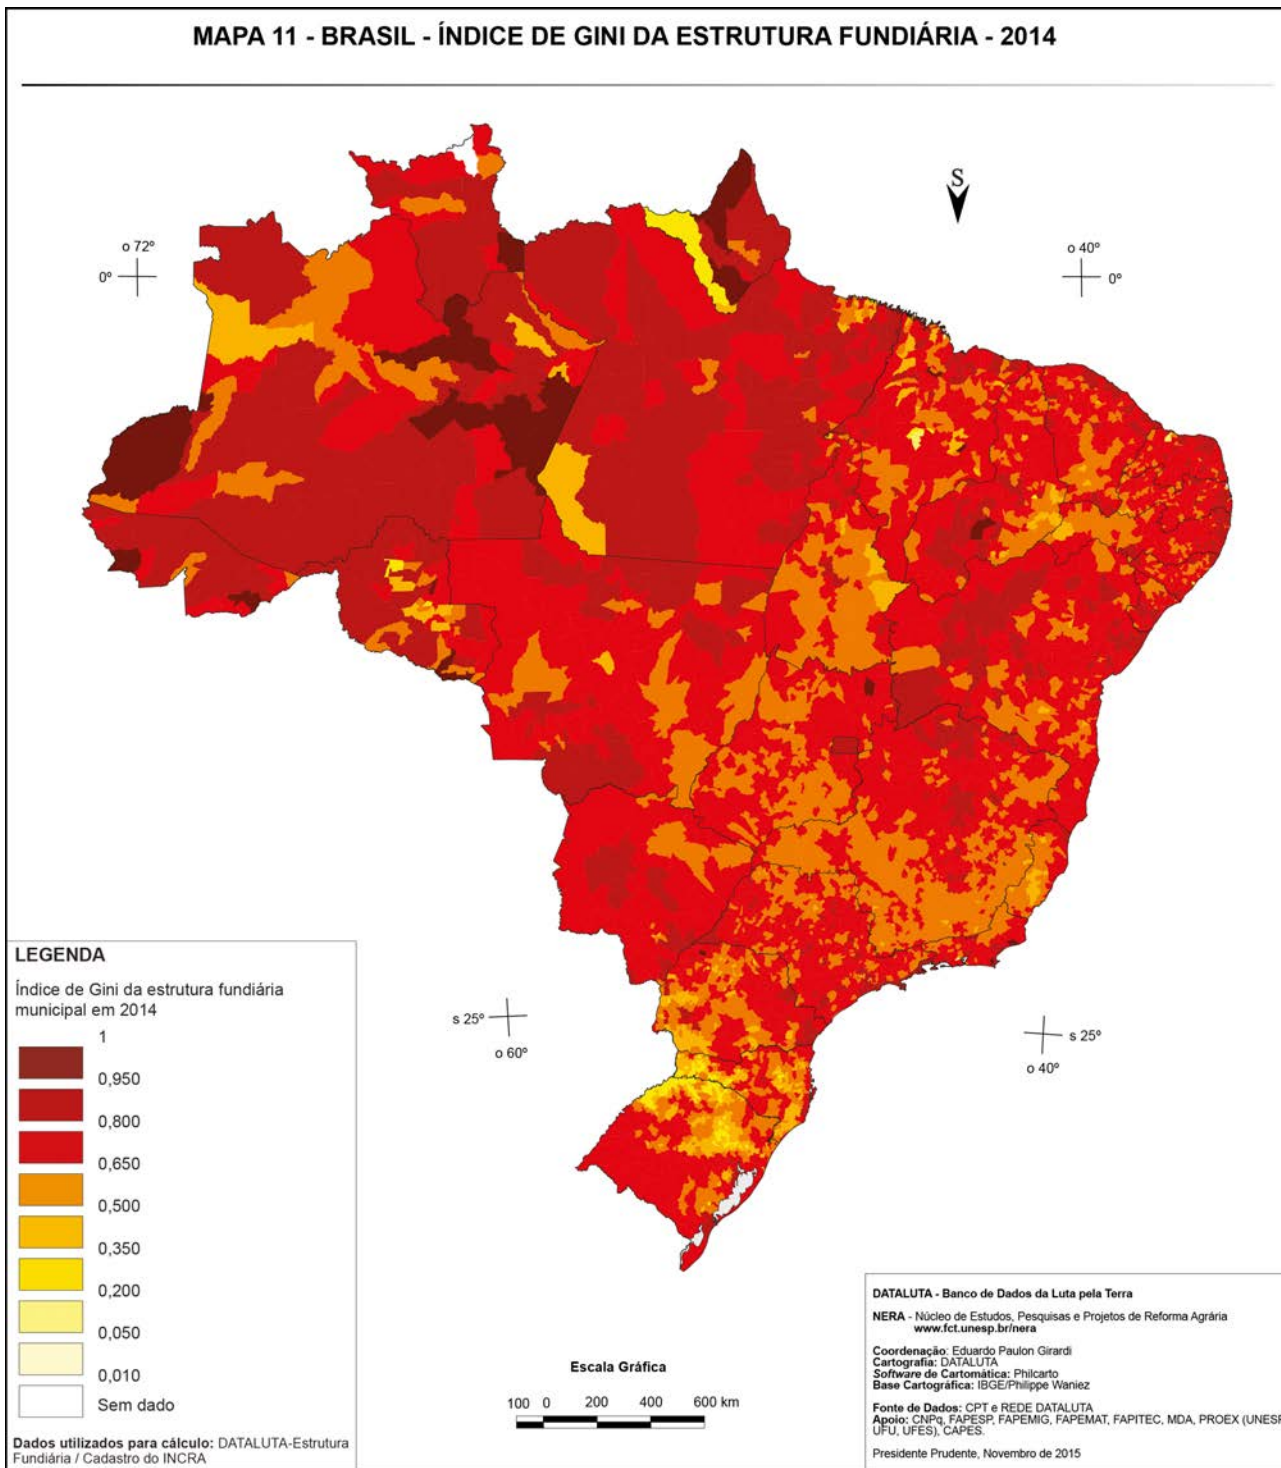 MAPA 11 - BRASIL - ÍNDICE DE GINI DA ESTRUTURA FUNDIÁRIA - 2014
S
o 72º
0º
o 40º
0º
s 25º
o 60º
s 25º
o 40º
LEGENDA
Índice de Gini da estrutura fundiária
municipal em 2014
1
0,950
0,800
0,650
0,500
0,350
0,200
0,050
0,010
Sem dado
Dados utilizados para cálculo: DATALUTA-Estrutura
Fundiária / Cadastro do INCRA
Escala Gráfica
100 0 200 400 600 km
DATALUTA - Banco de Dados da Luta pela Terra
NERA - Núcleo de Estudos, Pesquisas e Projetos de Reforma Agrária
www.fct.unesp.br/nera
Coordenação: Eduardo Paulon Girardi
Cartografia: DATALUTA
Software de Cartomática: Philcarto
Base Cartográfica: IBGE/Philippe Waniez
Fonte de Dados: CPT e REDE DATALUTA
Apoio: CNPq, FAPESP, FAPEMIG, FAPEMAT, FAPITEC, MDA, PROEX (UNESP
UFU, UFES), CAPES.
Presidente Prudente, Novembro de 2015